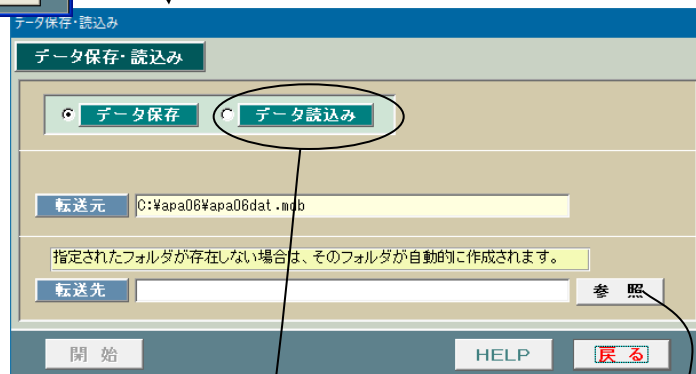 データ保存・読込み
データ保存・読込み
データ保存 データ読込み
転送元 C:¥apa06¥apa06dat.mdb
指定されたフォルダが存在しない場合は、そのフォルダが自動的に作成されます。
転送先 参 照
開 始 HELP 戻 る